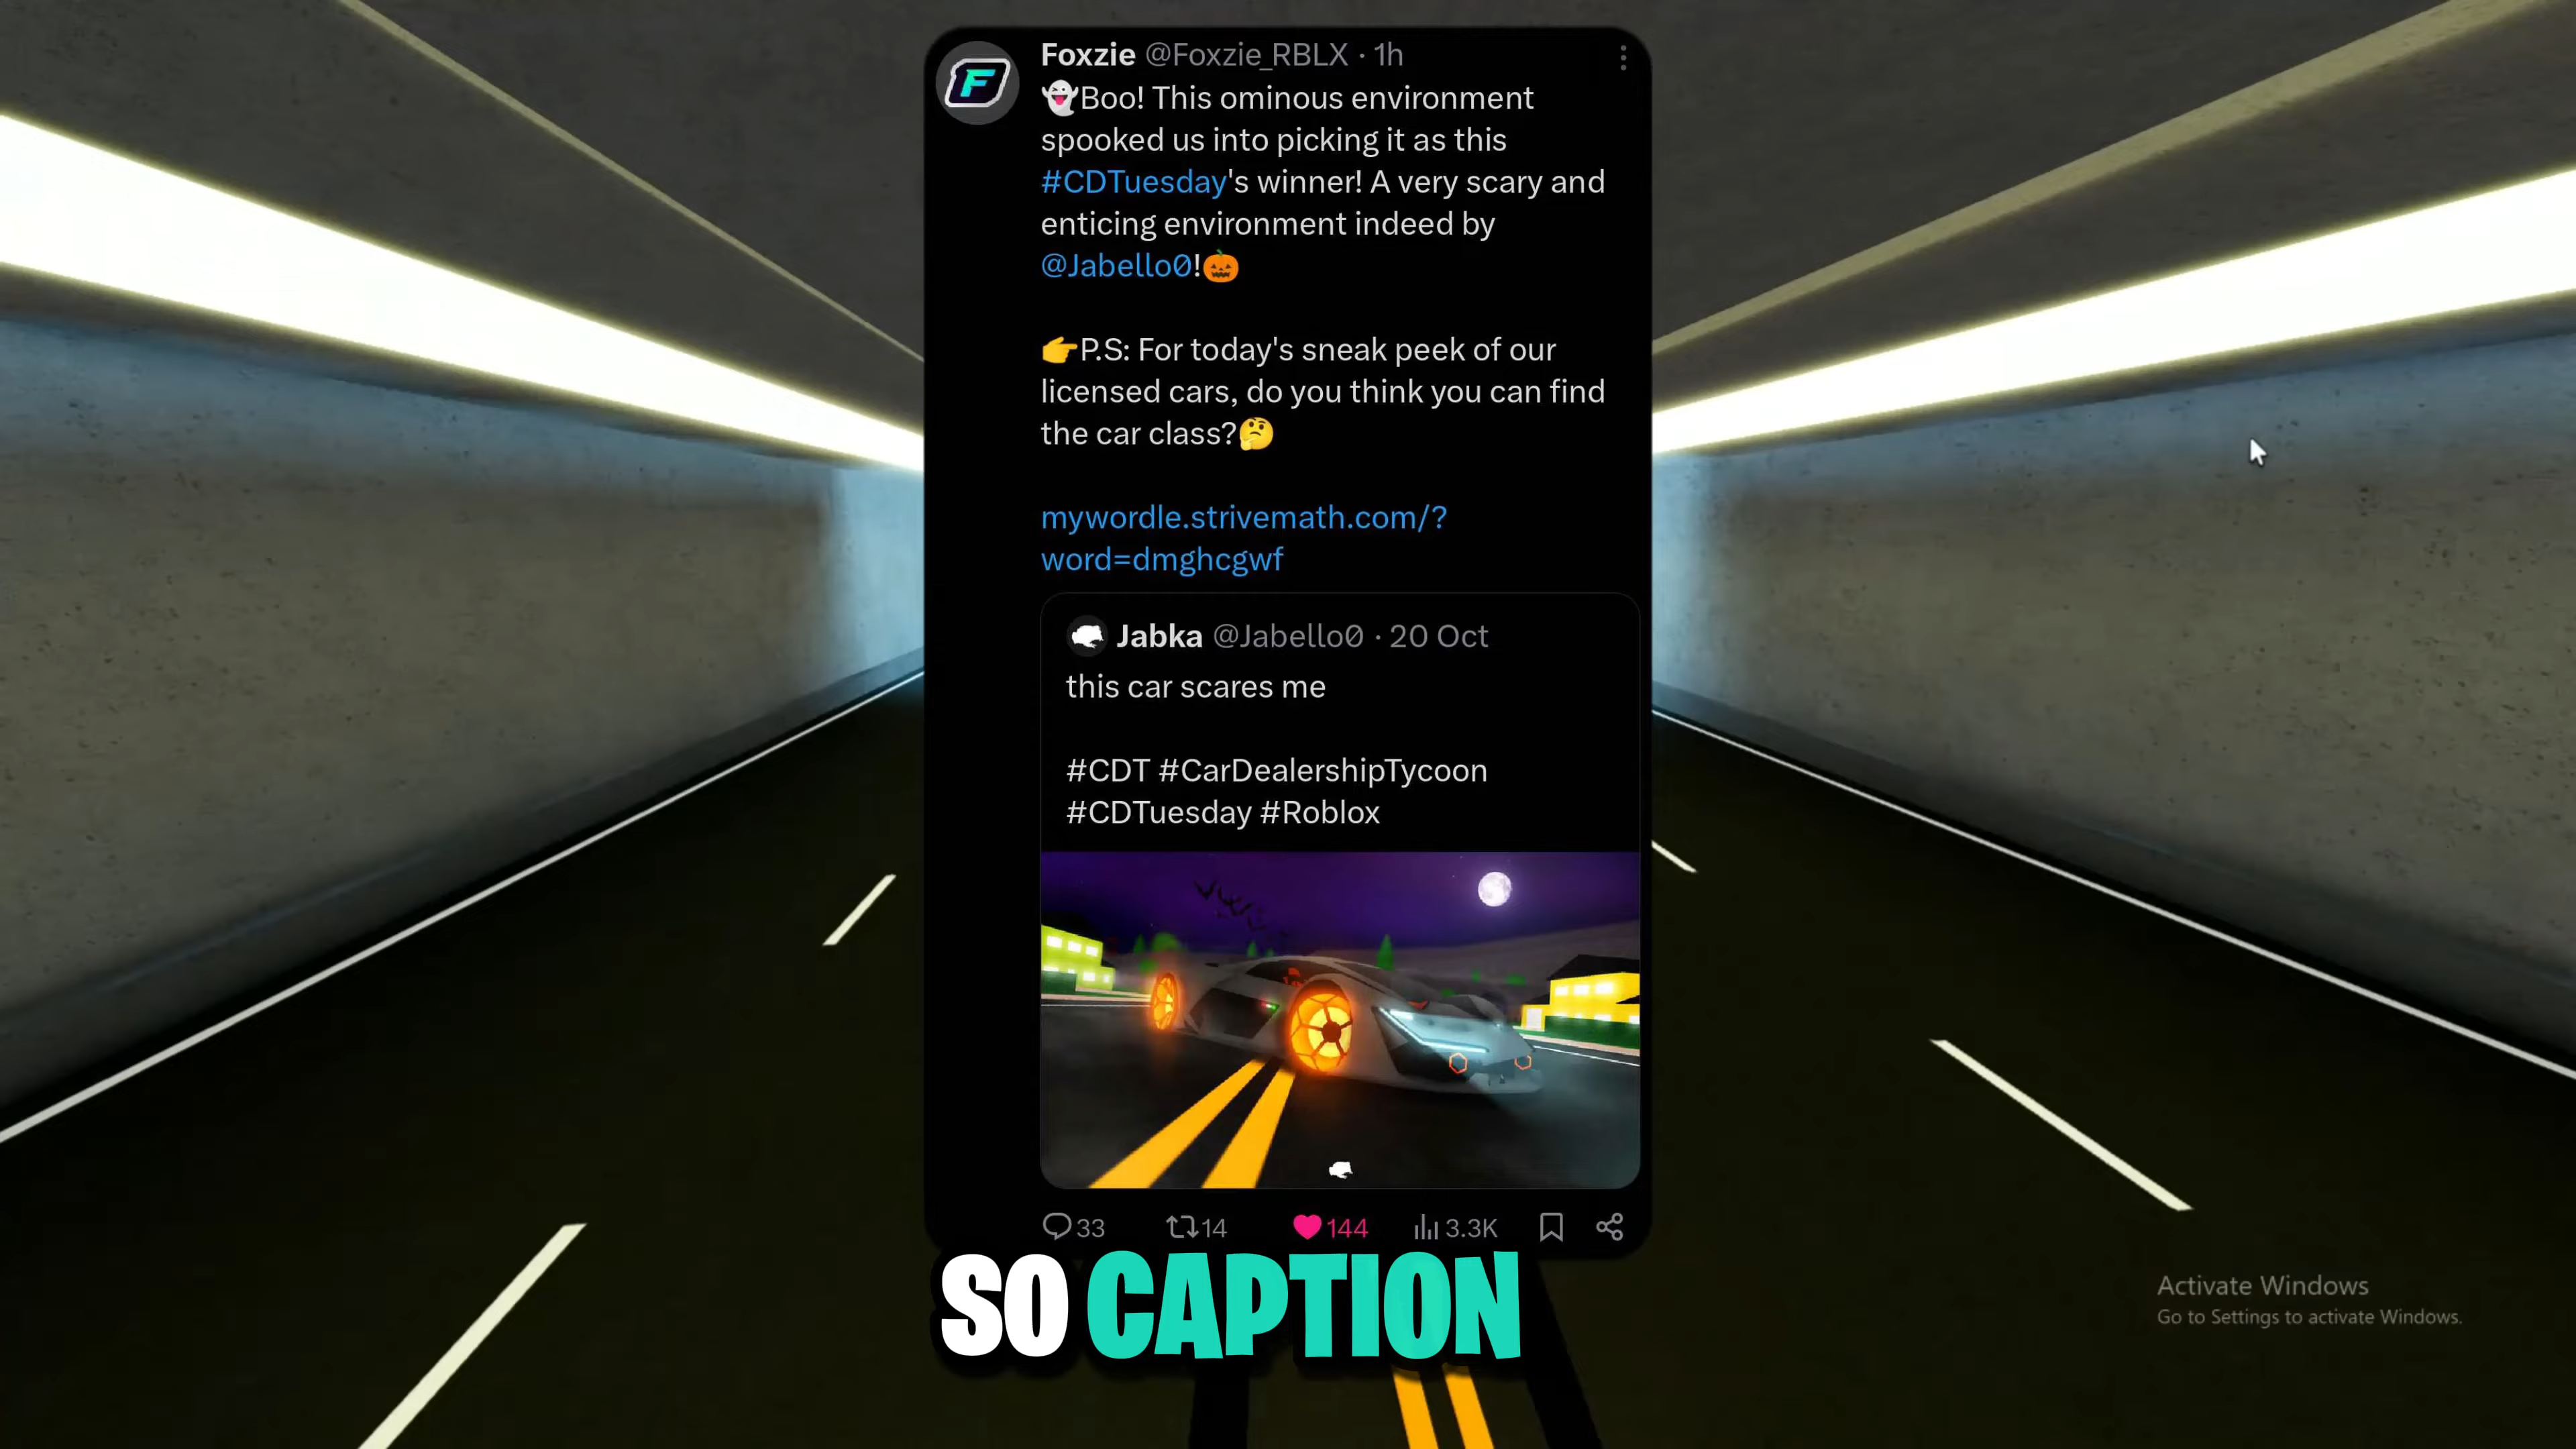 Foxzie @Foxzie_RBLX · 1h
👻Boo! This ominous environment
spooked us into picking it as this
#CDTuesday's winner! A very scary and
enticing environment indeed by
@Jabello0!🎃
👉P.S: For today's sneak peek of our
licensed cars, do you think you can find
the car class?🤔
mywordle.strivemath.com/?
word=dmghcgwf
Jabka @Jabello0 · 20 Oct
this car scares me
#CDT #CarDealershipTycoon
#CDTuesday #Roblox
33 14 144 3.3K
SO CAPTION
Activate Windows
Go to Settings to activate Windows.